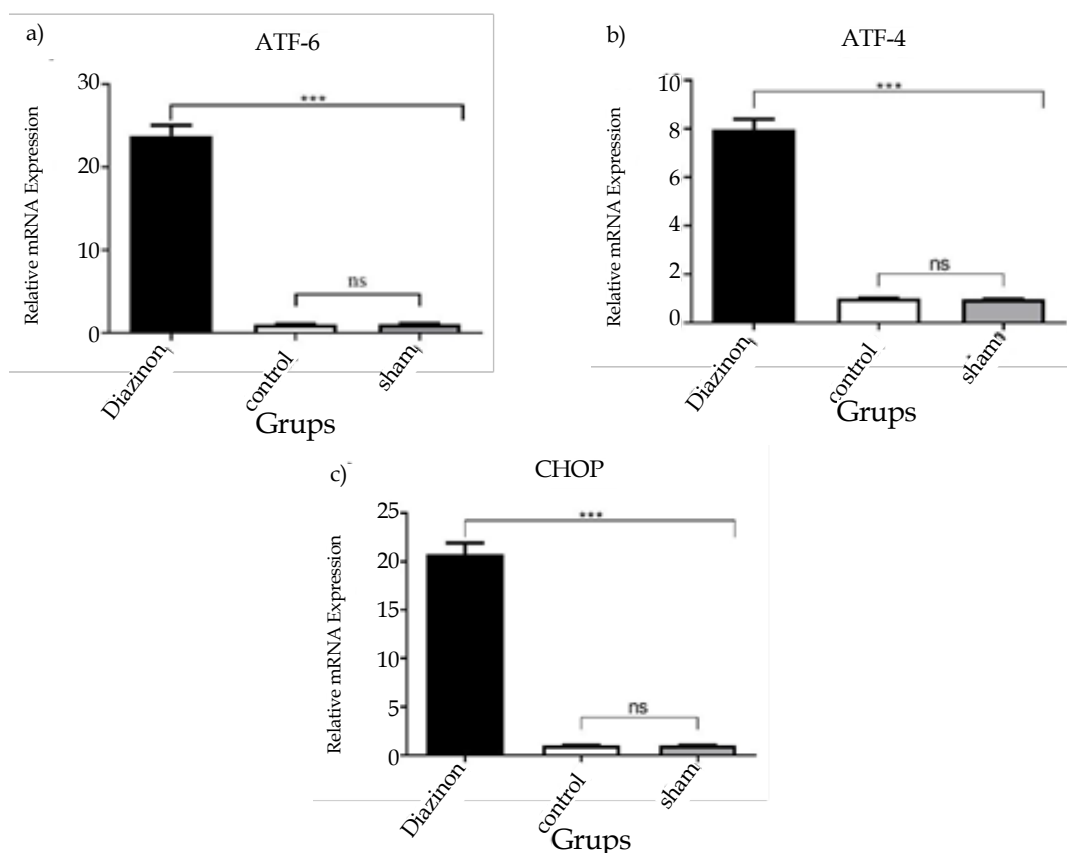 a)
ATF-6
Relative mRNA Expression
30
20
10
0
***
ns
Diazinon
control
sham
Grups
b)
ATF-4
Relative mRNA Expression
10
8
6
4
2
0
***
ns
Diazinon
control
sham
Grups
c)
CHOP
Relative mRNA Expression
25
20
15
10
5
0
***
ns
Diazinon
control
sham
Grups